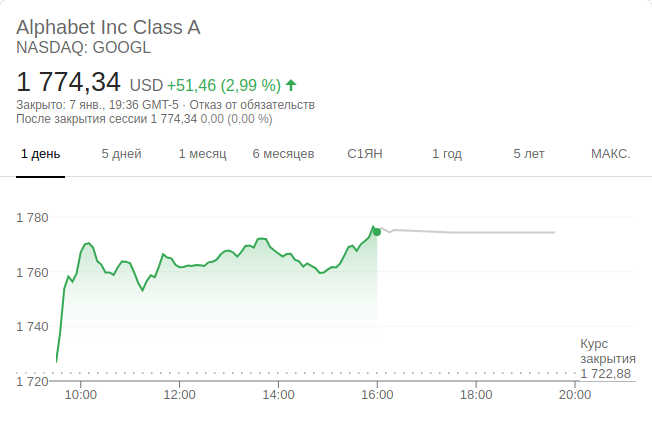 Alphabet Inc Class A
NASDAQ: GOOGL
1 774,34 USD +51,46 (2,99 %)
Закрыто: 7 янв., 19:36 GMT-5 · Отказ от обязательств
После закрытия сессии 1 774,34 0,00 (0,00 %)
1 день 5 дней 1 месяц 6 месяцев С1ЯН 1 год 5 лет МАКС.
1 780
1 760
1 740
Курс
закрытия
1 722,88
1 720
10:00 12:00 14:00 16:00 18:00 20:00